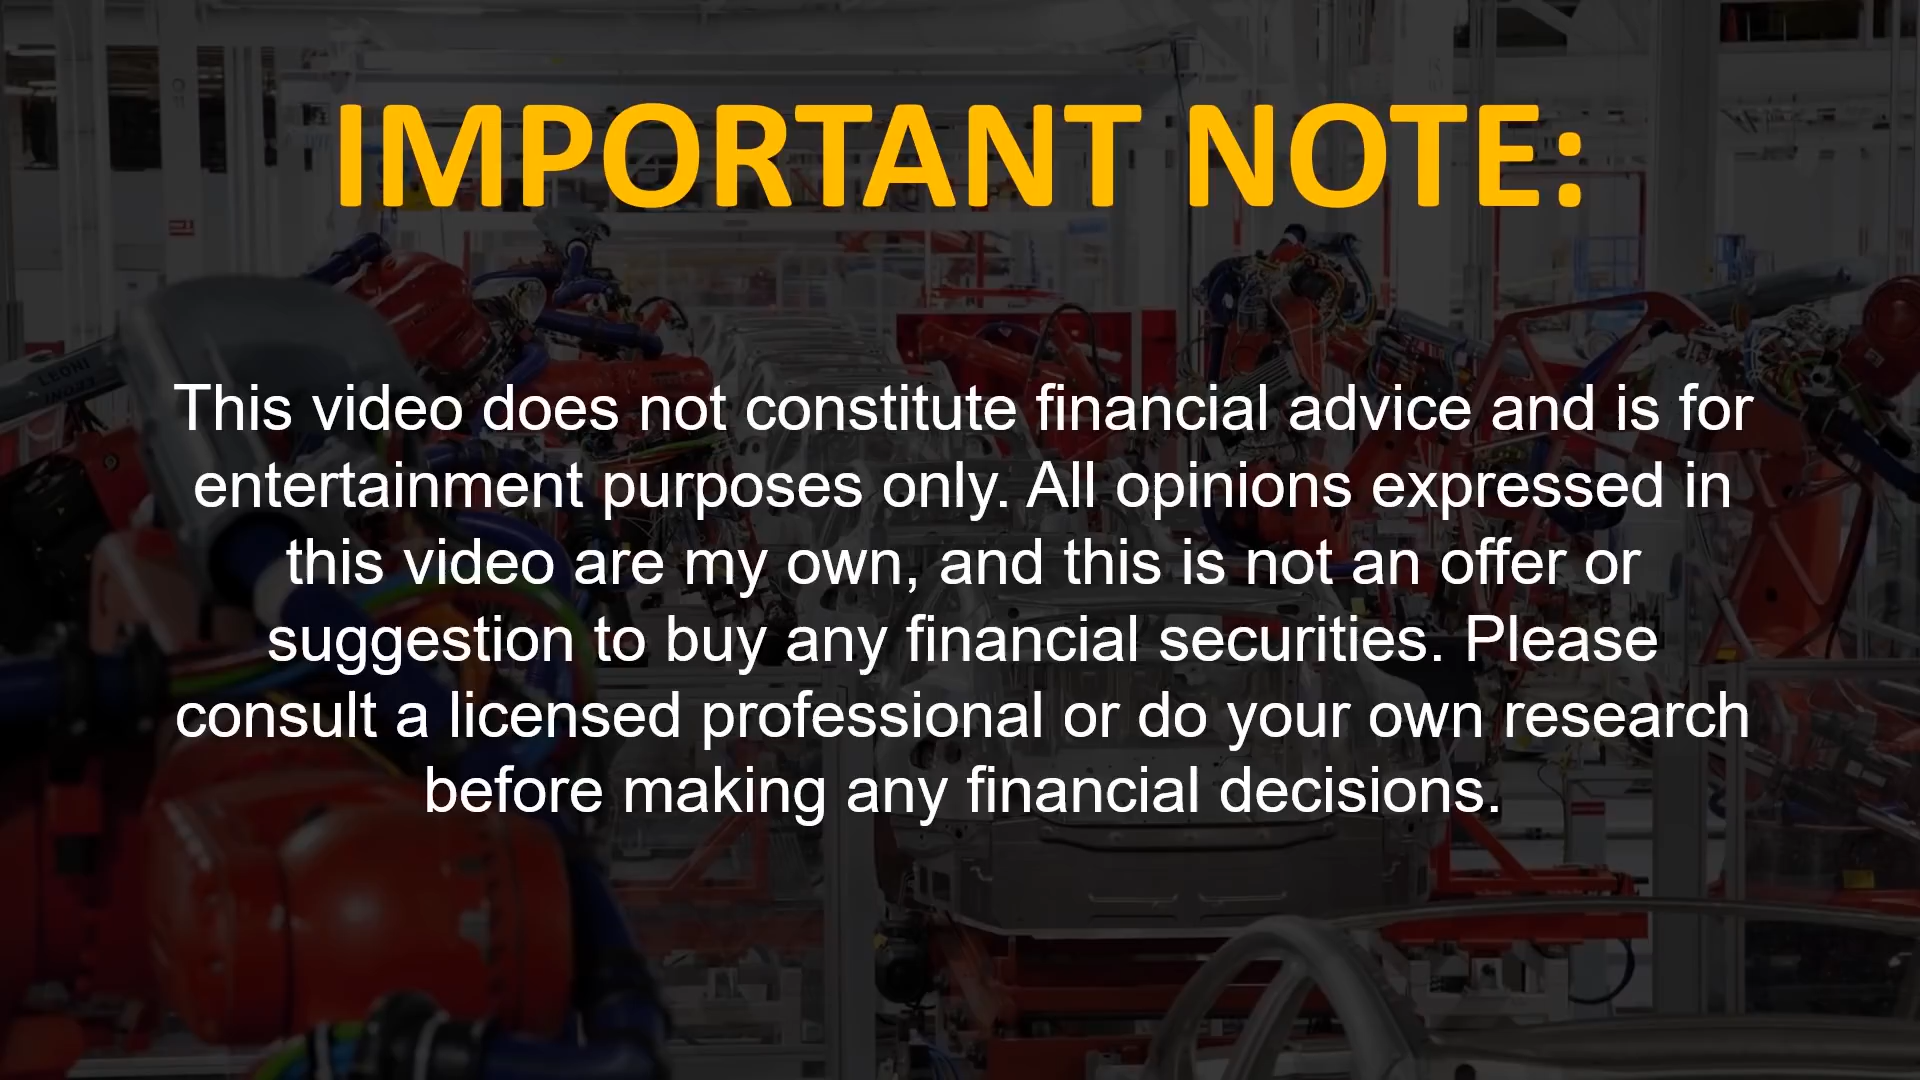 IMPORTANT NOTE:
LEONI
This video does not constitute financial advice and is for
entertainment purposes only. All opinions expressed in
this video are my own, and this is not an offer or
suggestion to buy any financial securities. Please
consult a licensed professional or do your own research
before making any financial decisions.